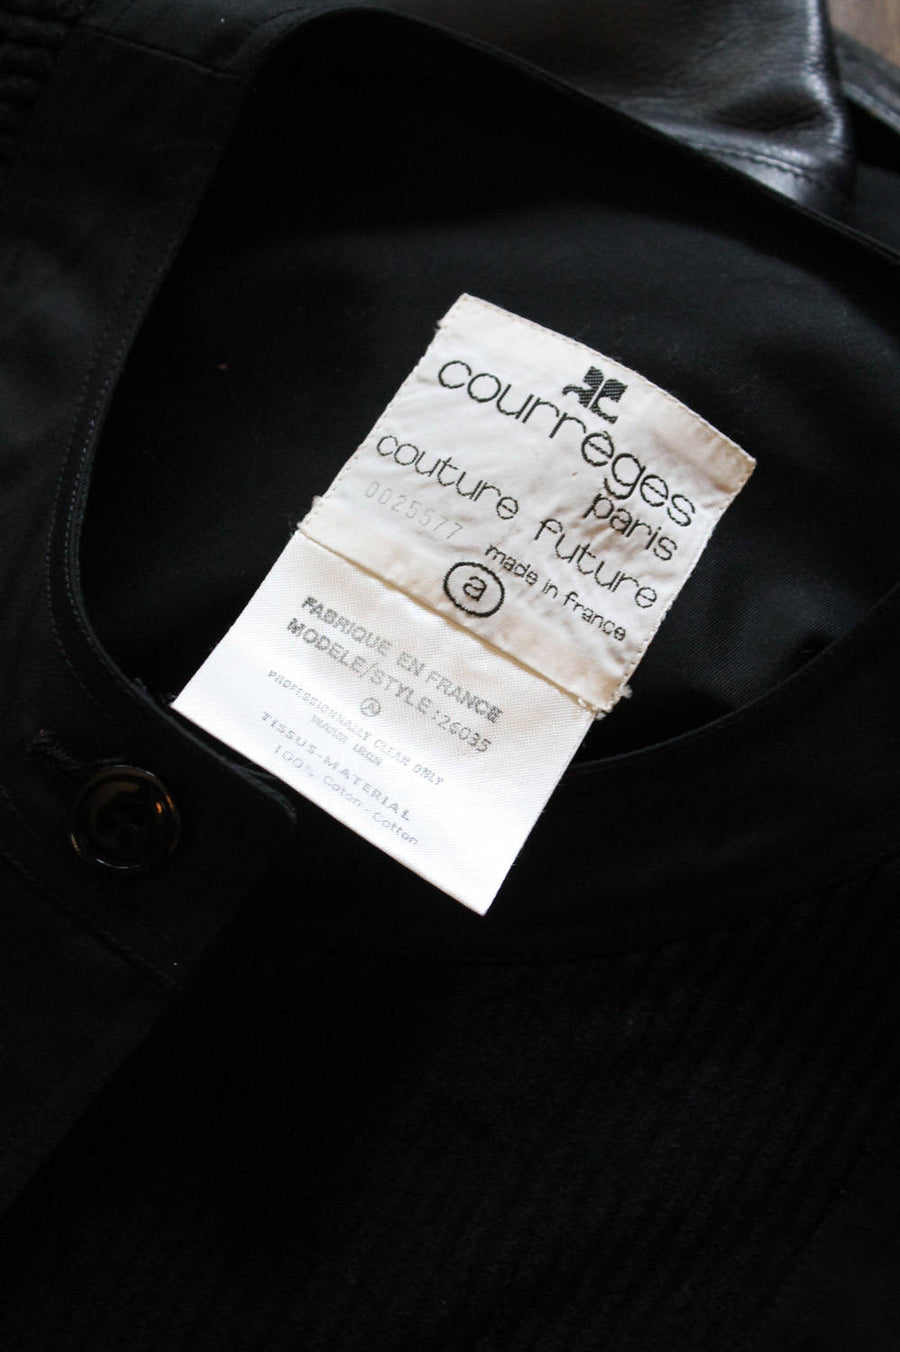 courrèges
paris
couture future
0025577
made in france
a
FABRIQUE EN FRANCE
MODELE/STYLE:26035
A
PROFESSIONALLY CLEAN ONLY
TISSUS-MATERIAL
100% Coton-Cotton